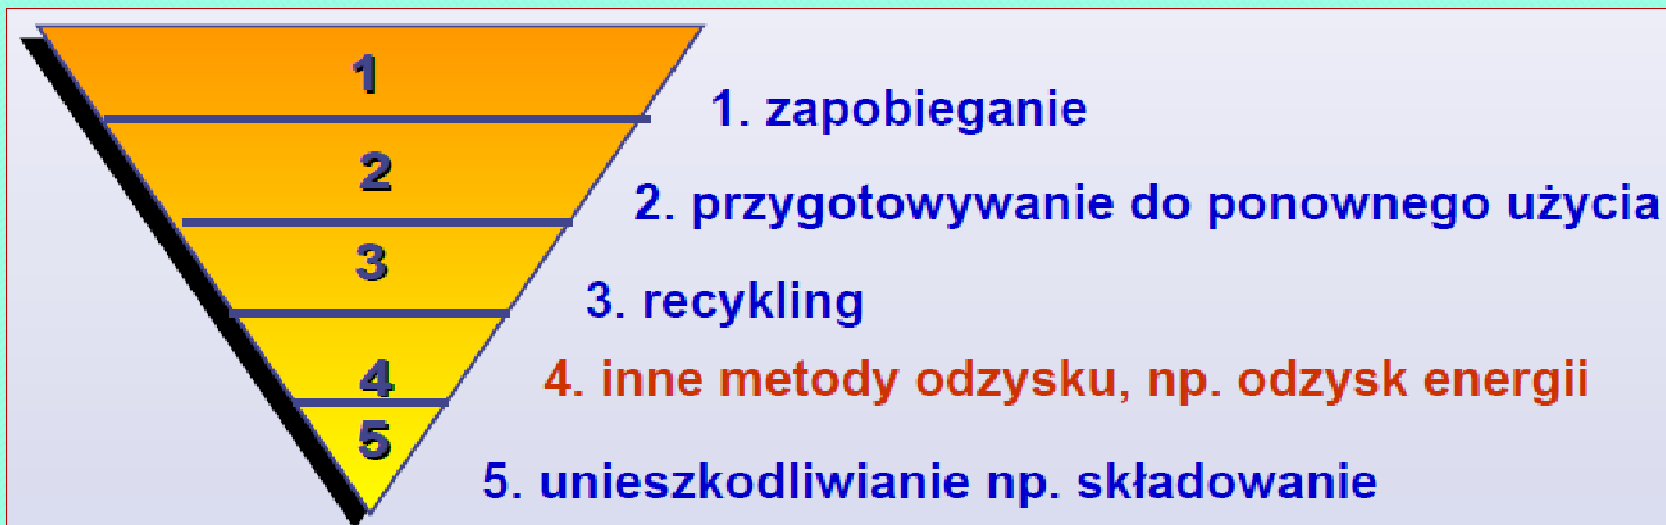 1
1. zapobieganie
2
2. przygotowywanie do ponownego użycia
3
3. recykling
4
4. inne metody odzysku, np. odzysk energii
5
5. unieszkodliwianie np. składowanie